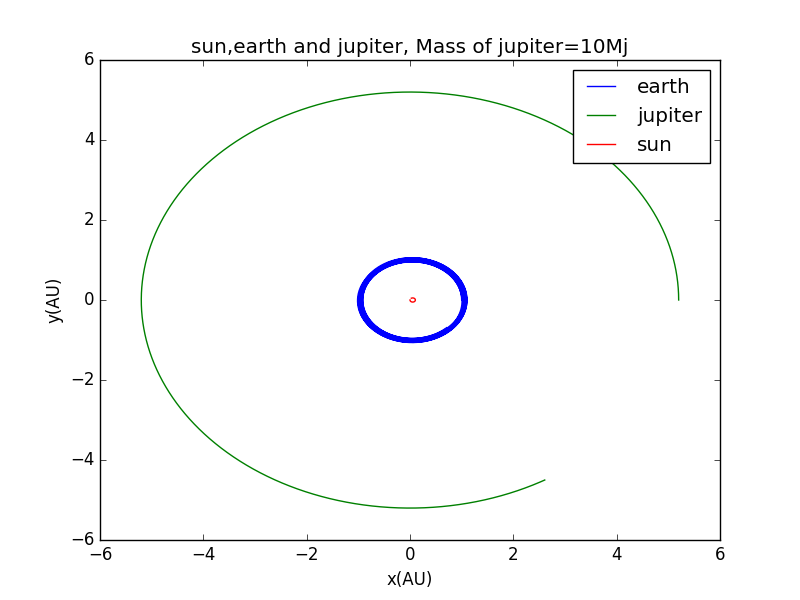 sun,earth and jupiter, Mass of jupiter=10Mj
earth
jupiter
sun
6
4
2
0
−2
−4
−6
y(AU)
−6 −4 −2 0 2 4 6
x(AU)